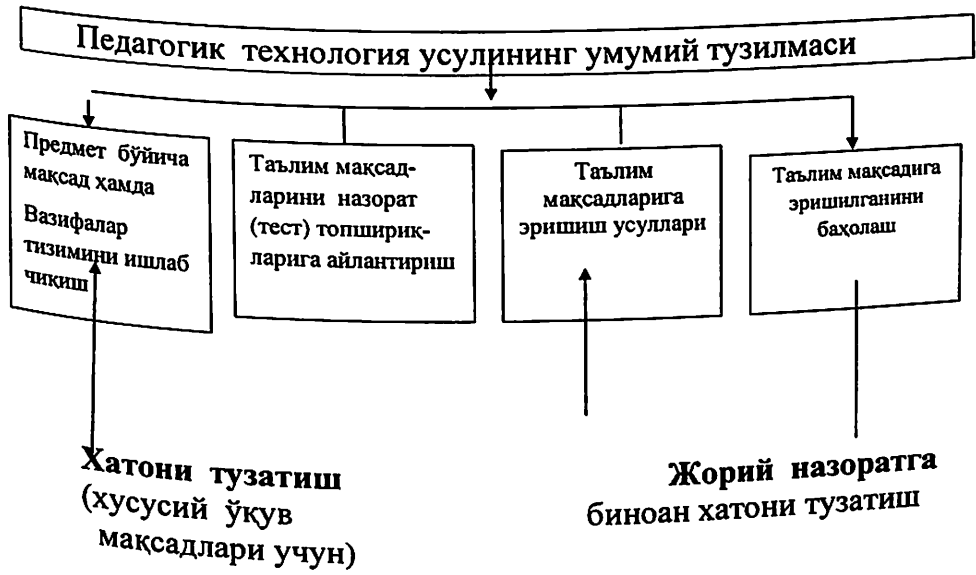 Педагогик технология усулининг умумий тузилмаси
Предмет бўйича
мақсад ҳамда
Вазифалар
тизимини ишлаб
чиқиш
Таълим мақсад-
ларини назорат
(тест) топшириқ-
ларига айлантириш
Таълим
мақсадларига
эришиш усуллари
Таълим мақсадига
эришилганини
баҳолаш
Хатони тузатиш
(хусусий ўқув
мақсадлари учун)
Жорий назоратга
биноан хатони тузатиш